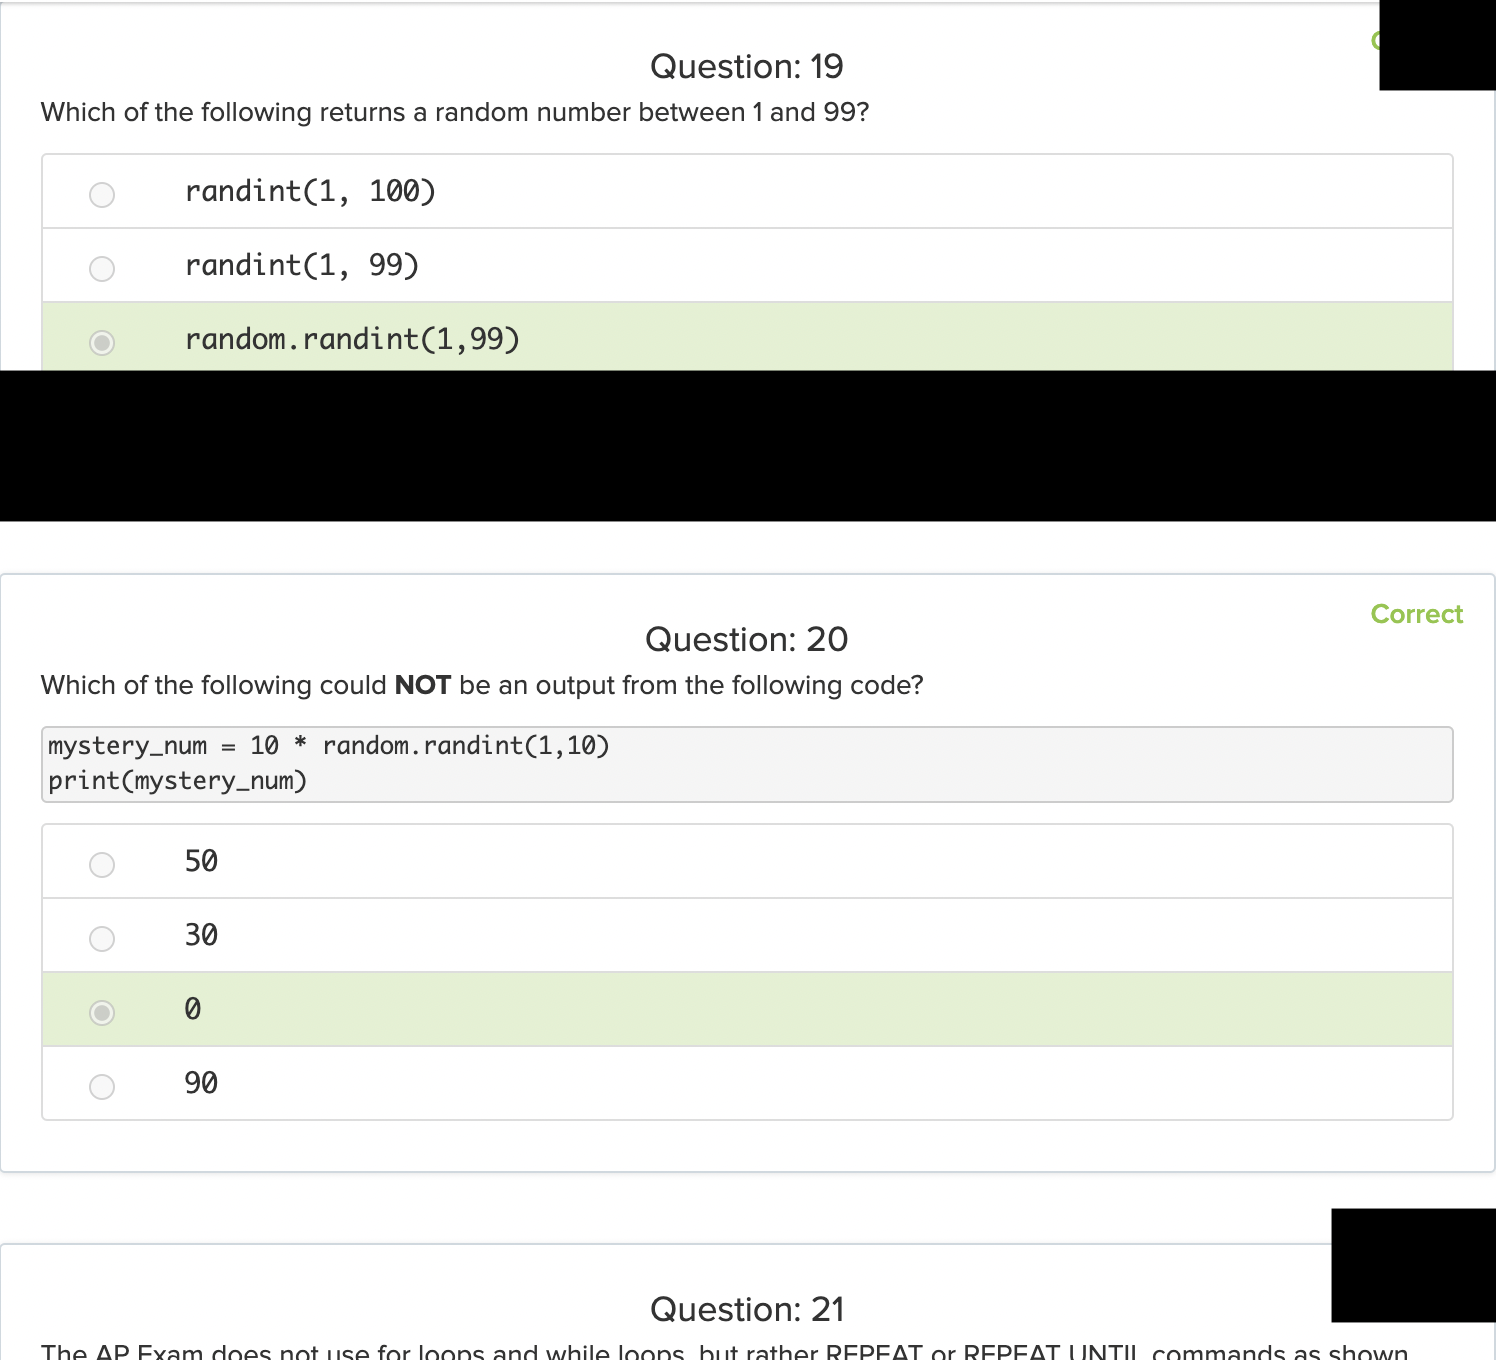 Question: 19
Which of the following returns a random number between 1 and 99?
randint(1, 100)
randint(1, 99)
random.randint(1,99)
Correct
Question: 20
Which of the following could NOT be an output from the following code?
mystery_num = 10 * random.randint(1,10)
print(mystery_num)
50
30
0
90
Question: 21
The AP Exam does not use for loops and while loops, but rather REPEAT or REPEAT UNTIL commands as shown